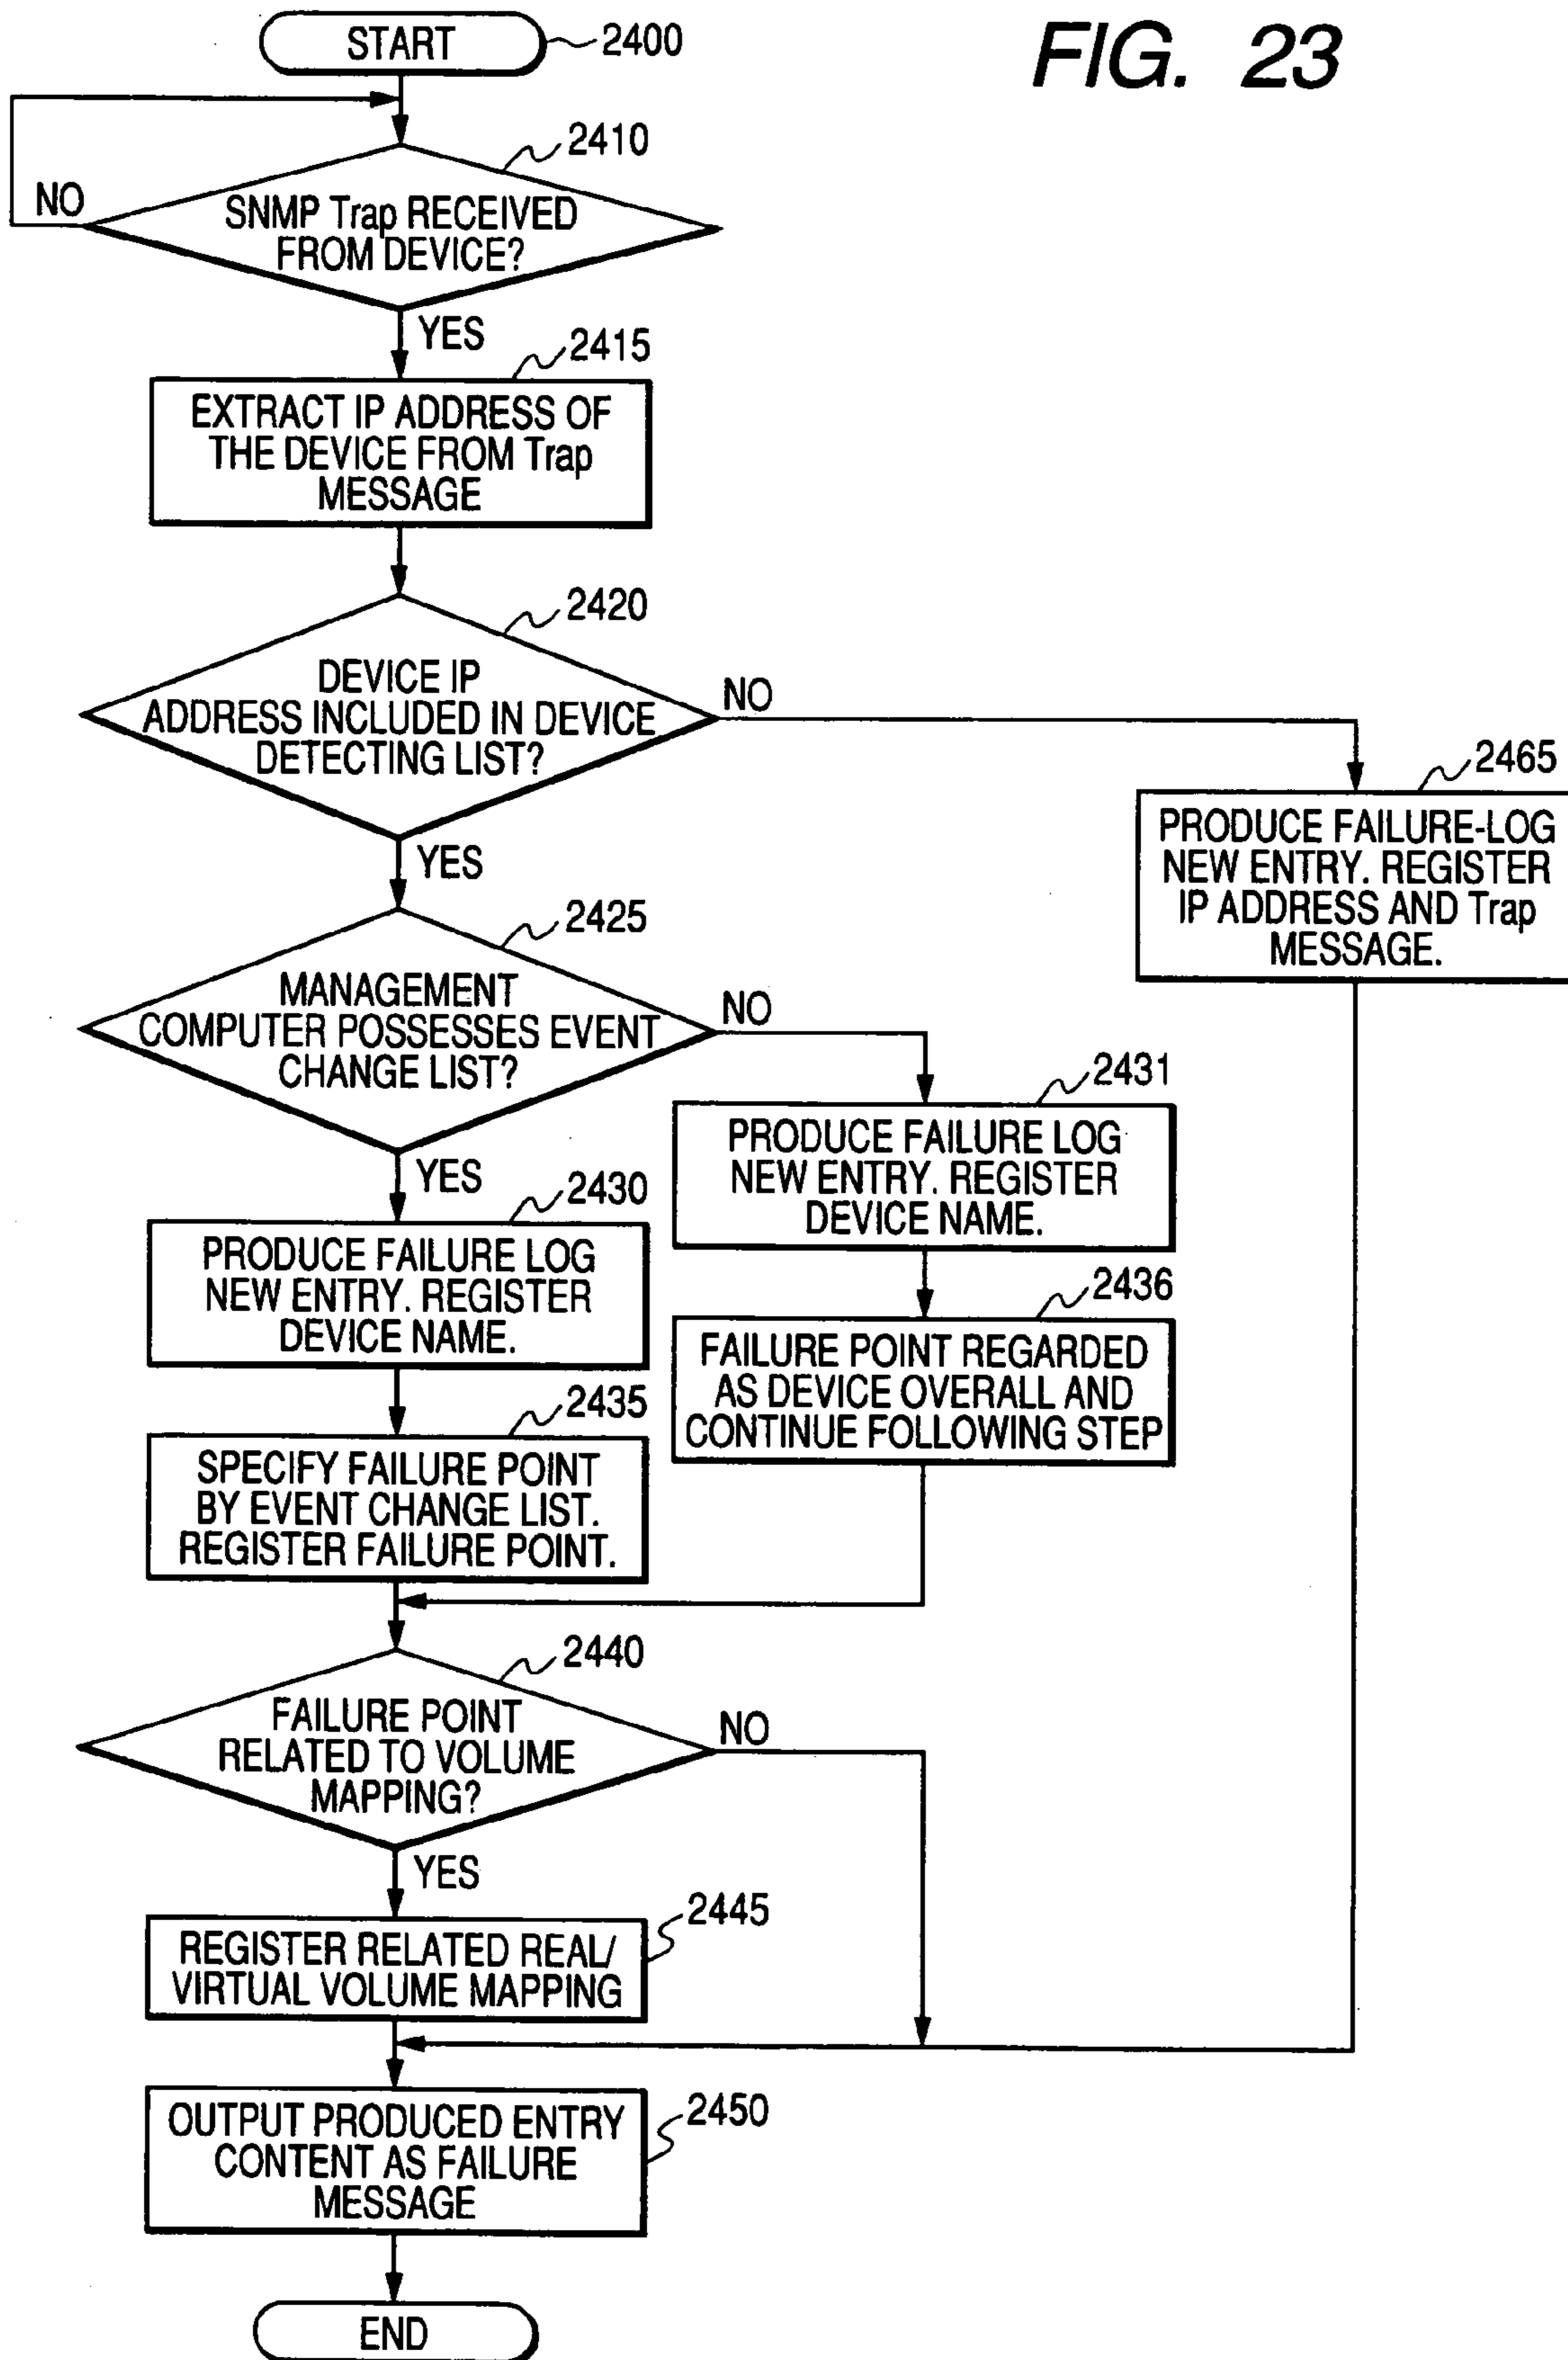 FIG. 23
START
2400
2410
NO
SNMP Trap RECEIVED
FROM DEVICE?
YES
2415
EXTRACT IP ADDRESS OF
THE DEVICE FROM Trap
MESSAGE
2420
DEVICE IP
ADDRESS INCLUDED IN DEVICE
DETECTING LIST?
NO
YES
2465
PRODUCE FAILURE-LOG
NEW ENTRY. REGISTER
IP ADDRESS AND Trap
MESSAGE.
2425
MANAGEMENT
COMPUTER POSSESSES EVENT
CHANGE LIST?
NO
YES
2431
PRODUCE FAILURE LOG
NEW ENTRY. REGISTER
DEVICE NAME.
2430
PRODUCE FAILURE LOG
NEW ENTRY. REGISTER
DEVICE NAME.
2436
FAILURE POINT REGARDED
AS DEVICE OVERALL AND
CONTINUE FOLLOWING STEP
2435
SPECIFY FAILURE POINT
BY EVENT CHANGE LIST.
REGISTER FAILURE POINT.
2440
FAILURE POINT
RELATED TO VOLUME
MAPPING?
NO
YES
2445
REGISTER RELATED REAL/
VIRTUAL VOLUME MAPPING
2450
OUTPUT PRODUCED ENTRY
CONTENT AS FAILURE
MESSAGE
END